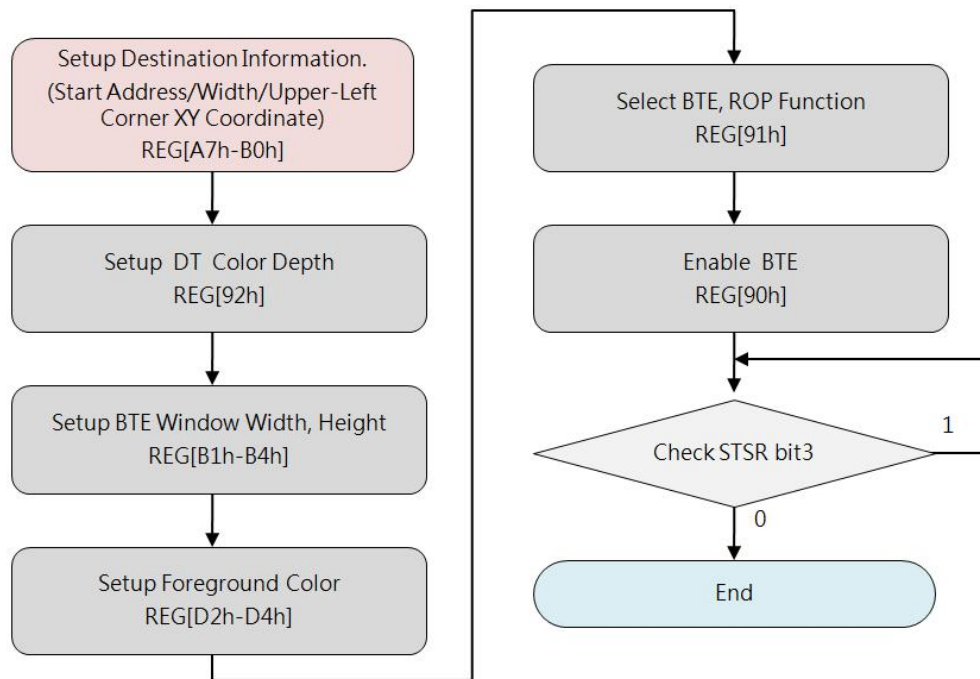 Setup Destination Information.
(Start Address/Width/Upper-Left
Corner XY Coordinate)
REG[A7h-B0h]
Setup DT Color Depth
REG[92h]
Setup BTE Window Width, Height
REG[B1h-B4h]
Setup Foreground Color
REG[D2h-D4h]
Select BTE, ROP Function
REG[91h]
Enable BTE
REG[90h]
Check STSR bit3
1
0
End